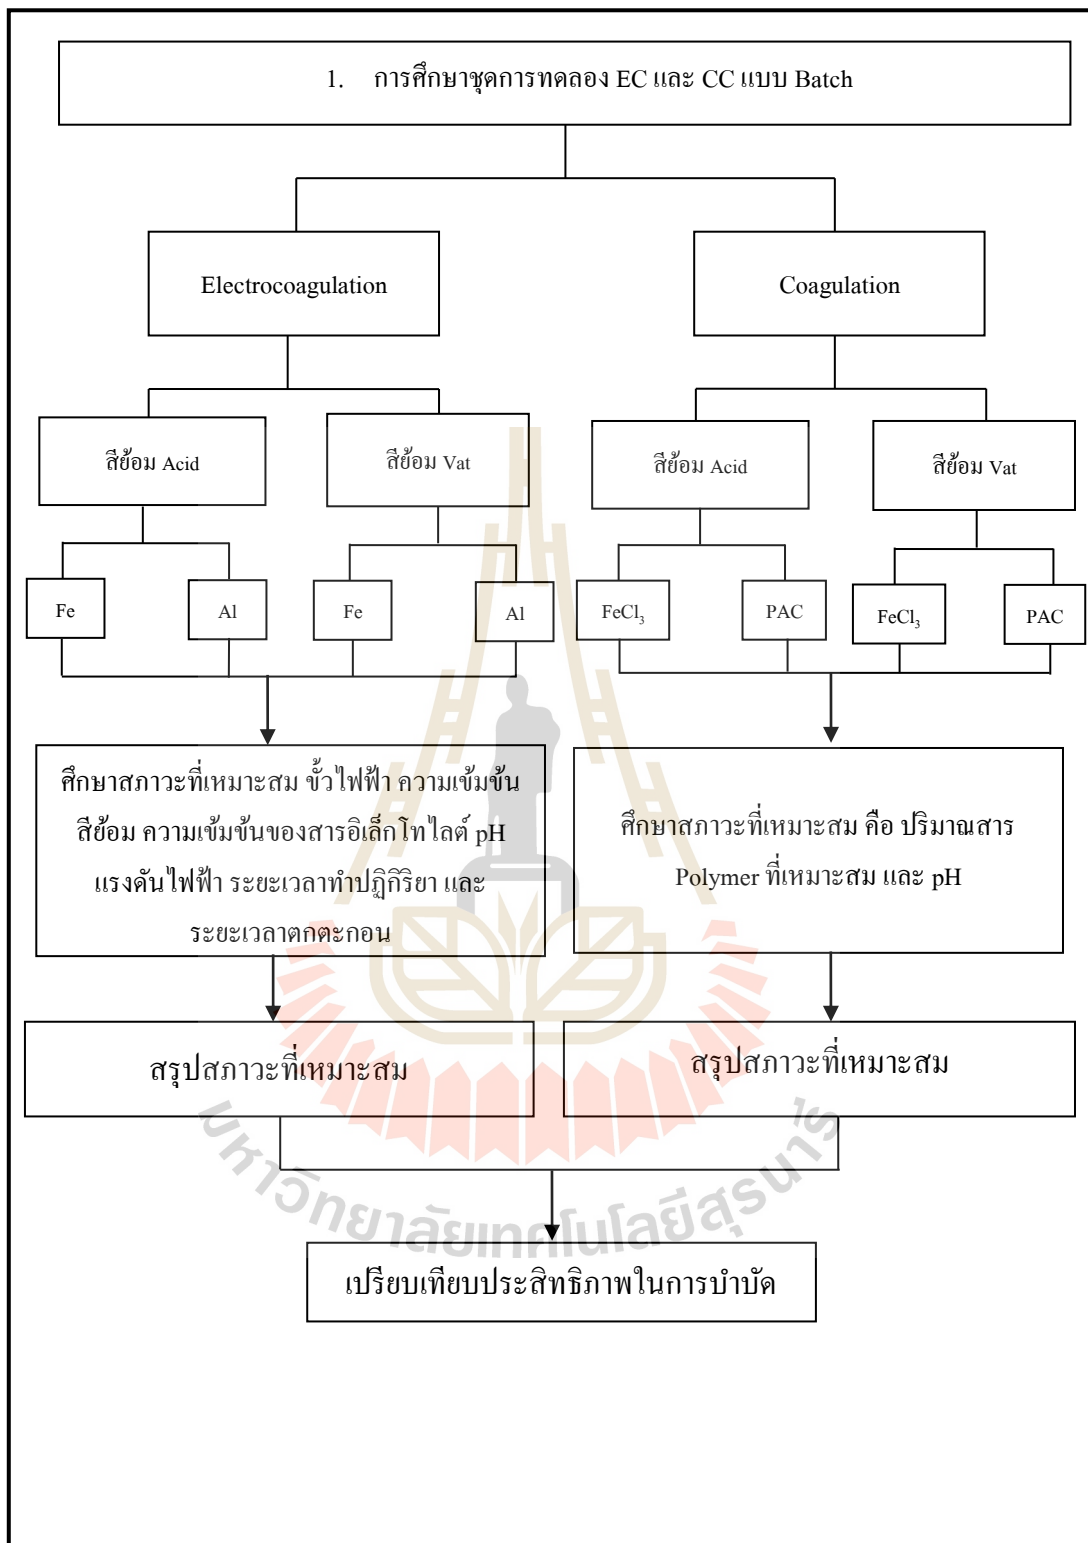 1. การศึกษาชุดการทดลอง EC และ CC แบบ Batch
Electrocoagulation
Coagulation
สีย้อม Acid
สีย้อม Vat
สีย้อม Acid
สีย้อม Vat
Fe
Al
Fe
Al
FeCl₃
PAC
FeCl₃
PAC
ศึกษาสภาวะที่เหมาะสม ขั้วไฟฟ้า ความเข้มข้น
สีย้อม ความเข้มข้นของสารอิเล็กโทไลต์ pH
แรงดันไฟฟ้า ระยะเวลาทำปฏิกิริยา และ
ระยะเวลาตกตะกอน
ศึกษาสภาวะที่เหมาะสม คือ ปริมาณสาร
Polymer ที่เหมาะสม และ pH
สรุปสภาวะที่เหมาะสม
สรุปสภาวะที่เหมาะสม
มหาวิทยาลัยเทคโนโลยีสุรนารี
เปรียบเทียบประสิทธิภาพในการบำบัด